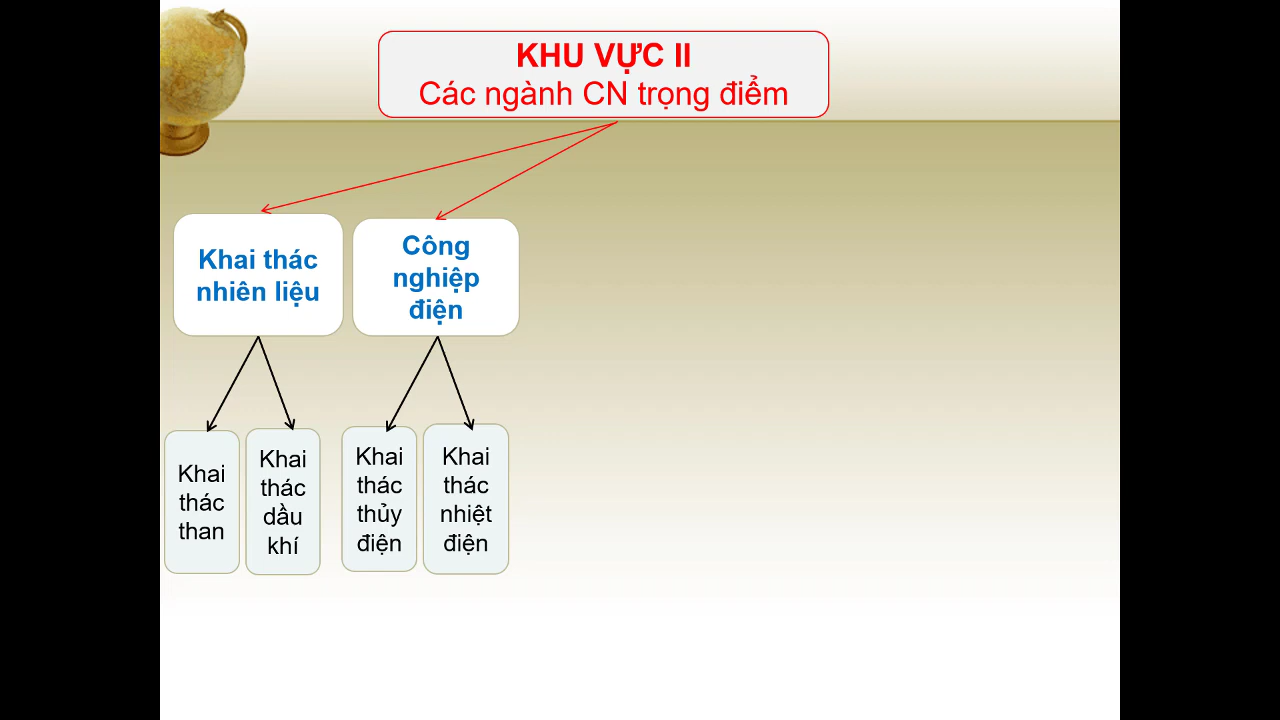 KHU VỰC II
Các ngành CN trọng điểm
Khai thác
nhiên liệu
Công
nghiệp
điện
Khai
thác
than
Khai
thác
dầu
khí
Khai
thác
thủy
điện
Khai
thác
nhiệt
điện